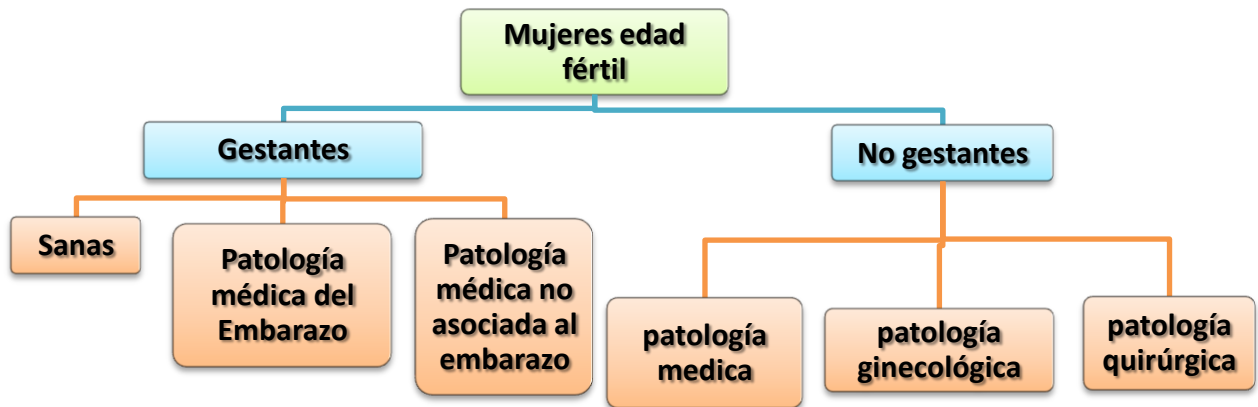 Mujeres edad
fértil
Gestantes
No gestantes
Sanas
Patología
médica del
Embarazo
Patología
médica no
asociada al
embarazo
patología
medica
patología
ginecológica
patología
quirúrgica